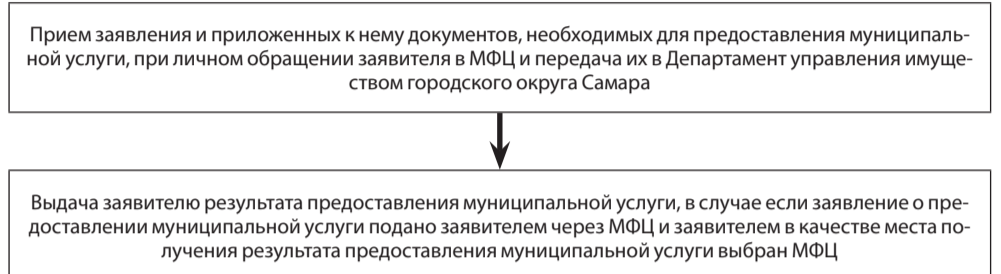 Прием заявления и приложенных к нему документов, необходимых для предоставления муниципаль-
ной услуги, при личном обращении заявителя в МФЦ и передача их в Департамент управления имуще-
ством городского округа Самара
Выдача заявителю результата предоставления муниципальной услуги, в случае если заявление о пре-
доставлении муниципальной услуги подано заявителем через МФЦ и заявителем в качестве места по-
лучения результата предоставления муниципальной услуги выбран МФЦ